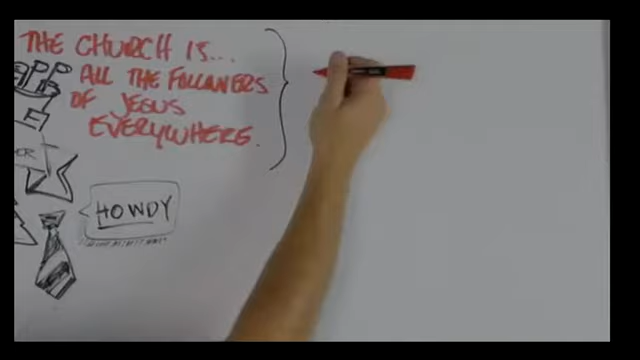 THE CHURCH IS...
ALL THE FOLLOWERS
OF JESUS
EVERYWHERE.
HOWDY